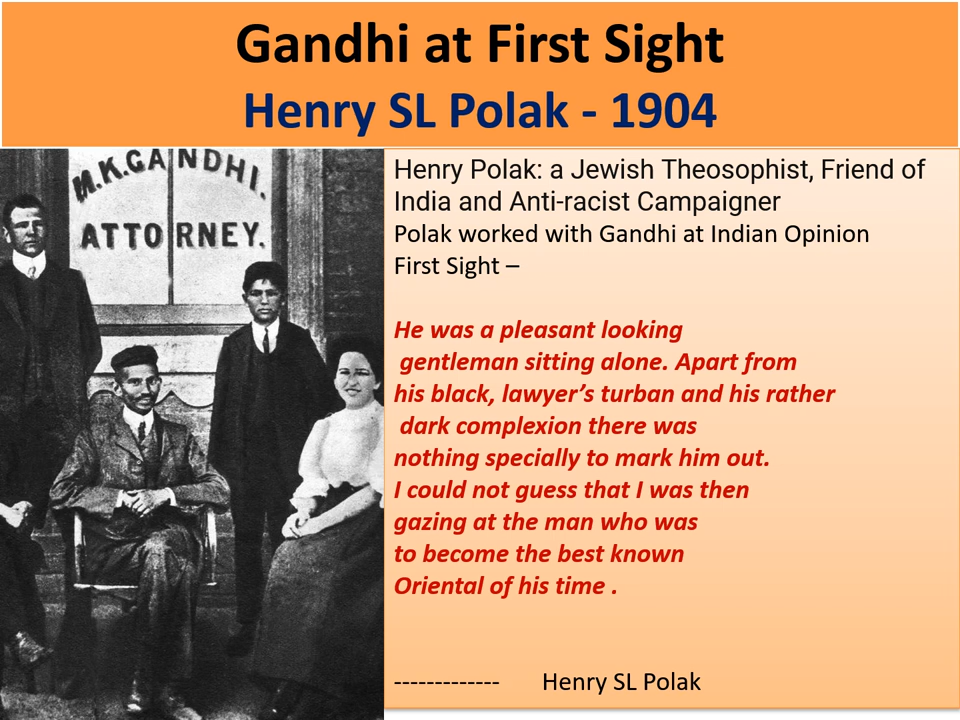 Gandhi at First Sight
Henry SL Polak - 1904
M.K.GANDHI.
ATTORNEY.
Henry Polak: a Jewish Theosophist, Friend of
India and Anti-racist Campaigner
Polak worked with Gandhi at Indian Opinion
First Sight –
He was a pleasant looking
gentleman sitting alone. Apart from
his black, lawyer’s turban and his rather
dark complexion there was
nothing specially to mark him out.
I could not guess that I was then
gazing at the man who was
to become the best known
Oriental of his time .
------------- Henry SL Polak